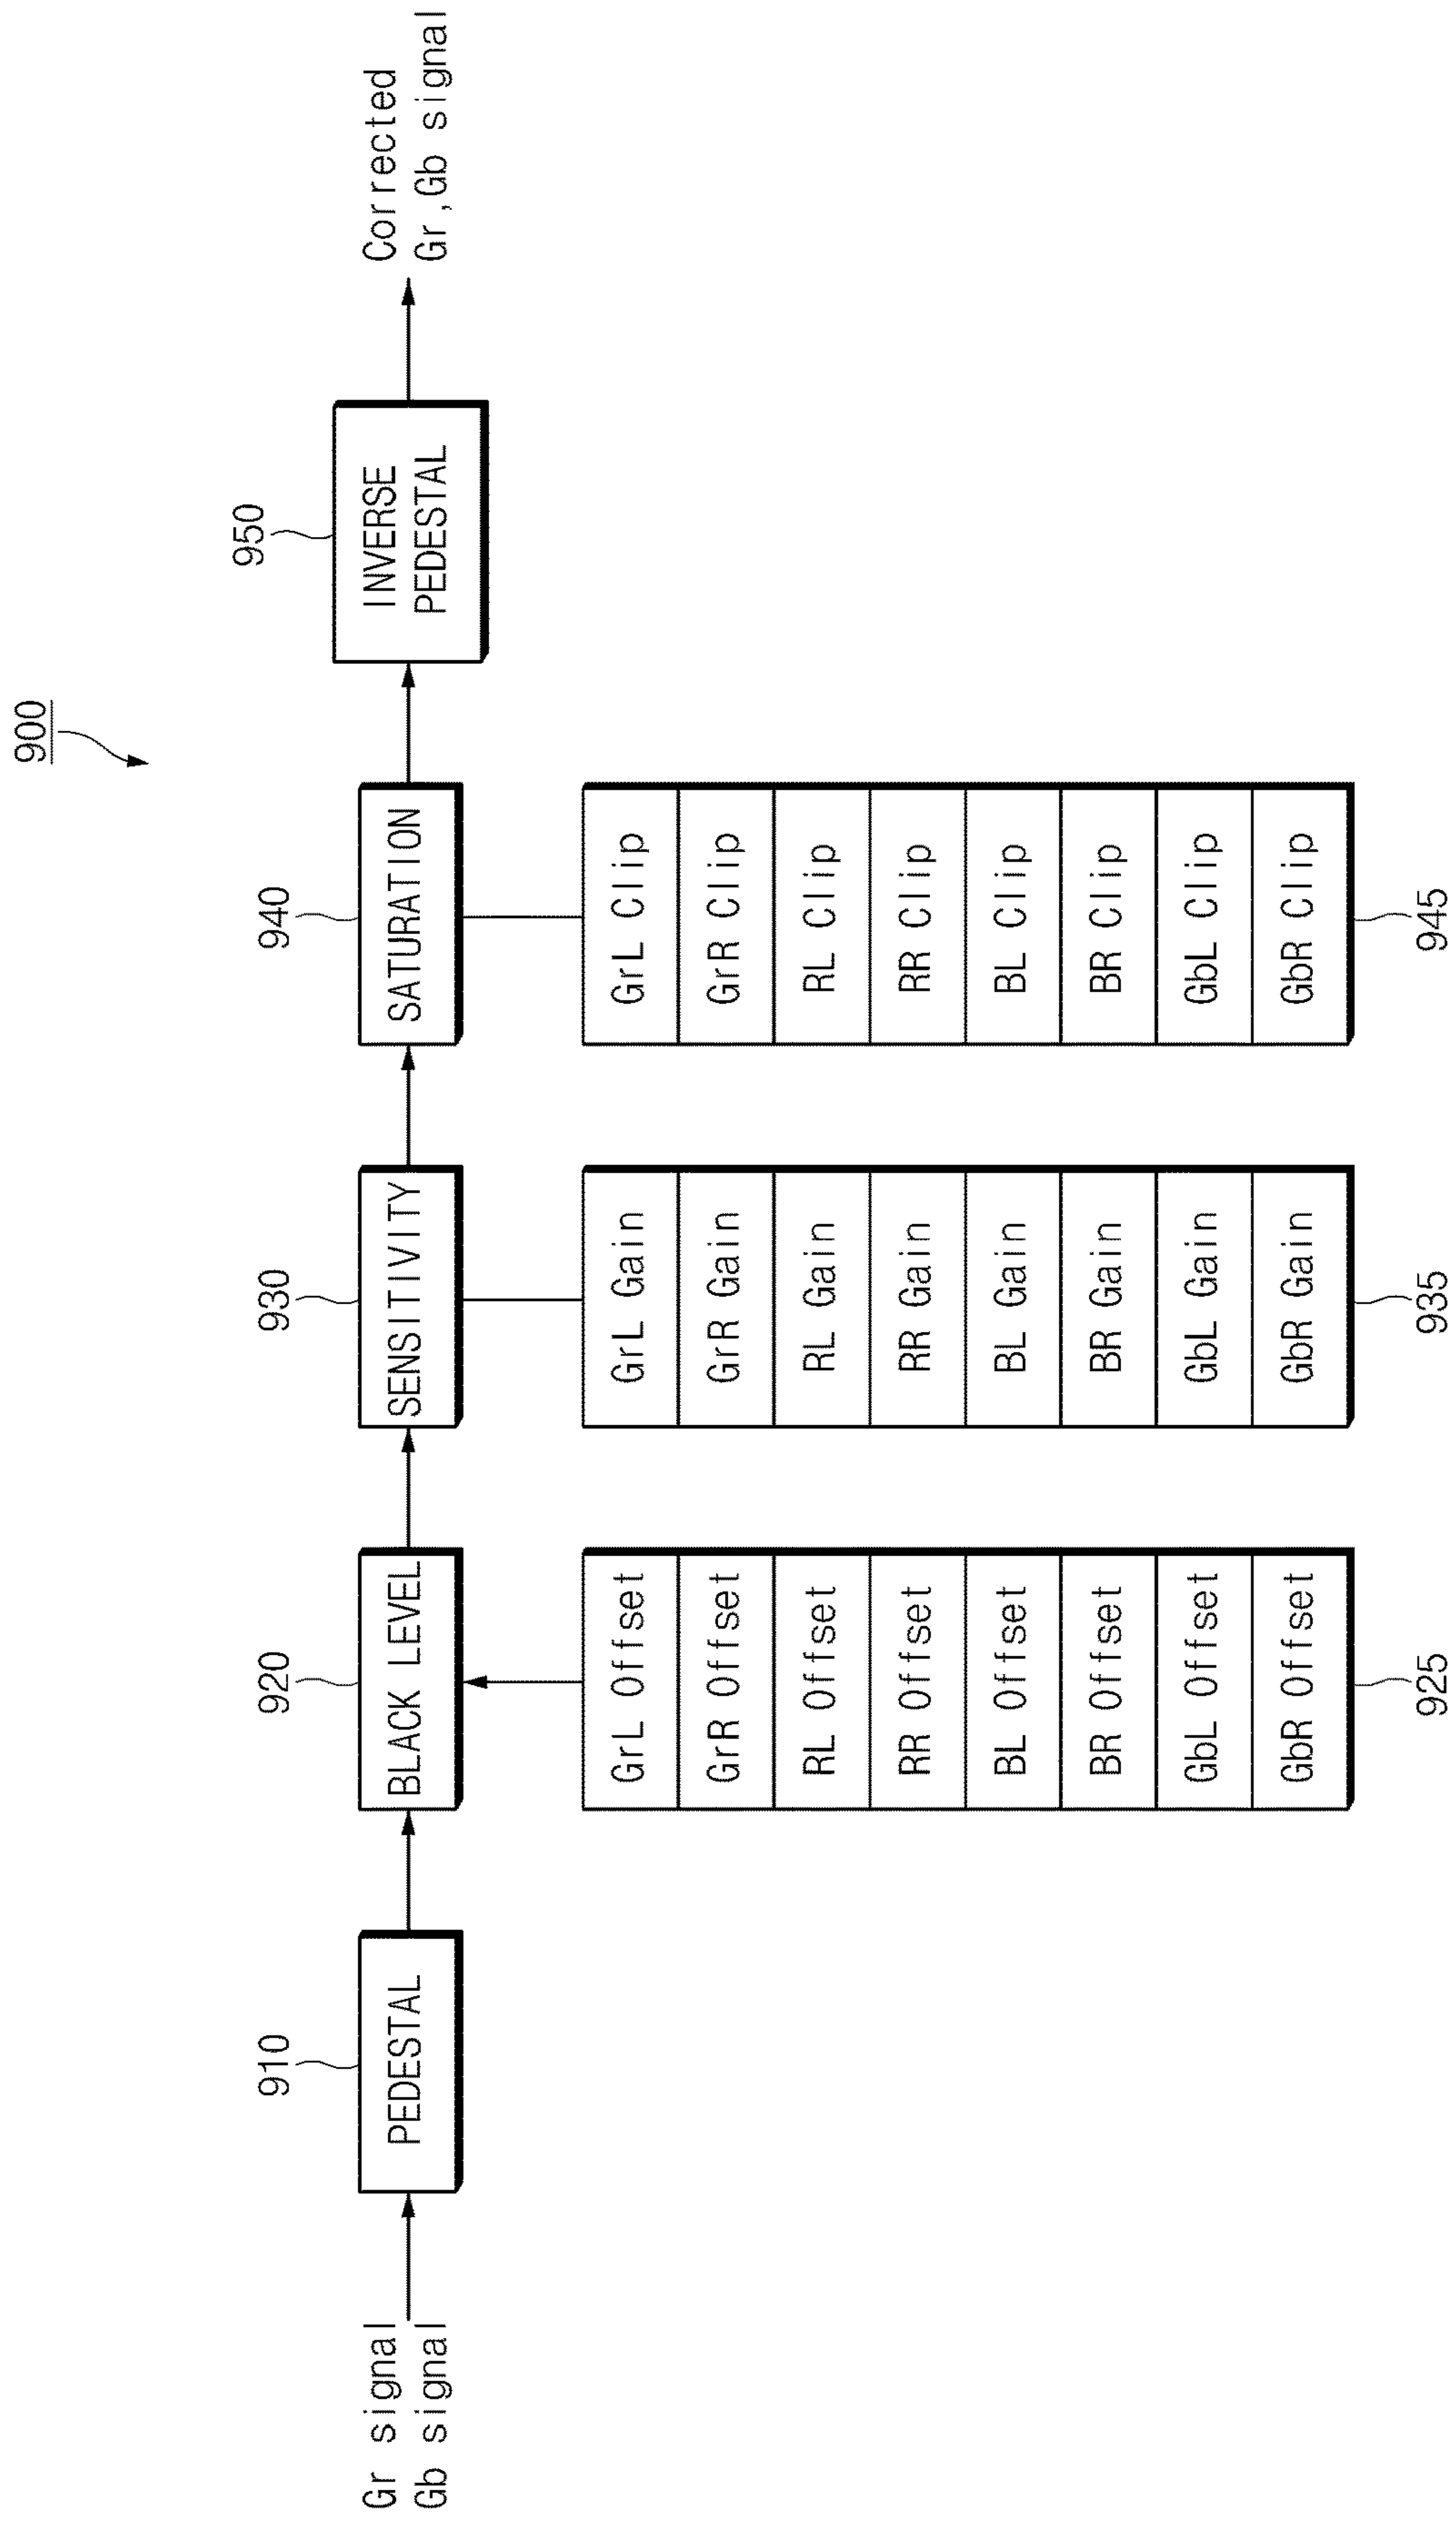 900
Gr signal
Gb signal
910
PEDESTAL
920
BLACK LEVEL
930
SENSITIVITY
940
SATURATION
950
INVERSE
PEDESTAL
Corrected
Gr,Gb signal
GrL Offset
GrR Offset
RL Offset
RR Offset
BL Offset
BR Offset
GbL Offset
GbR Offset
925
GrL Gain
GrR Gain
RL Gain
RR Gain
BL Gain
BR Gain
GbL Gain
GbR Gain
935
GrL Clip
GrR Clip
RL Clip
RR Clip
BL Clip
BR Clip
GbL Clip
GbR Clip
945